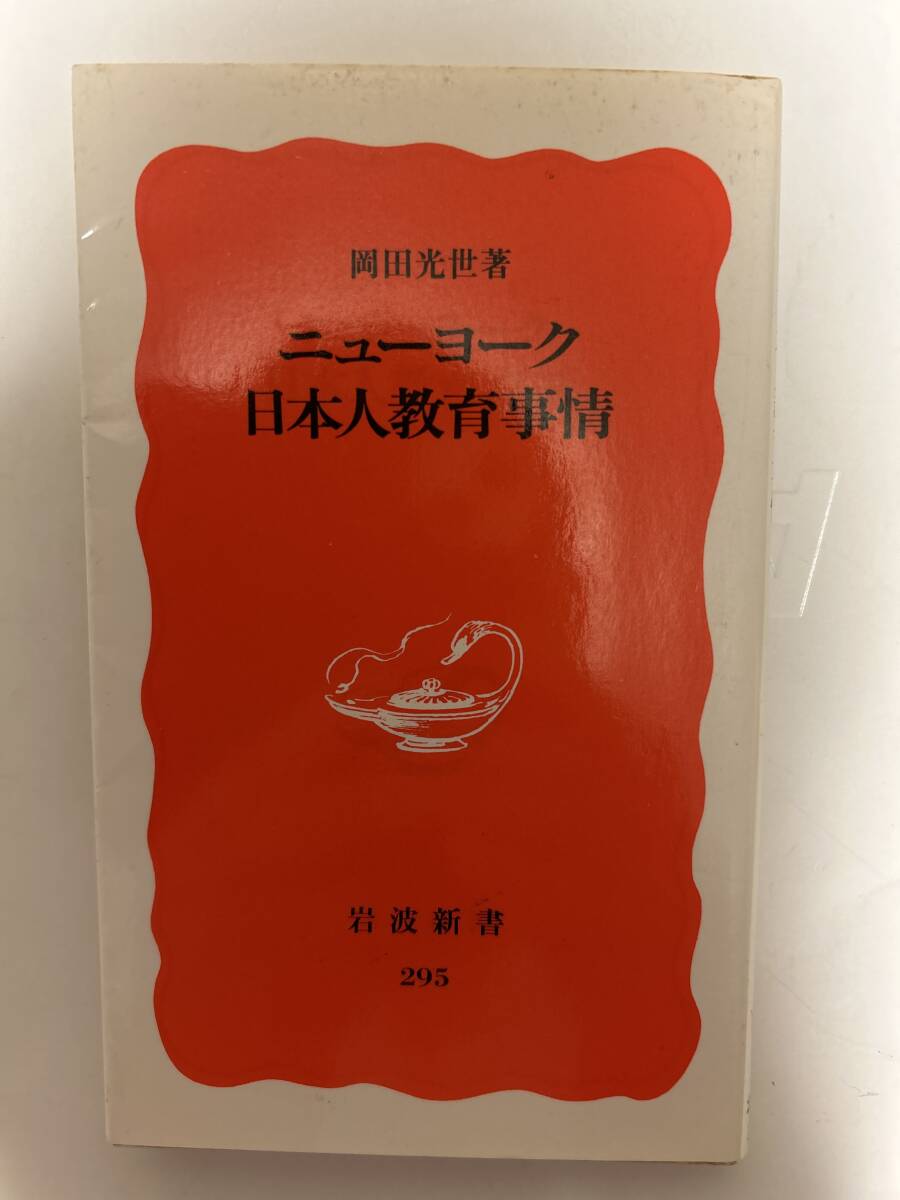 岡田光世著
ニューヨーク
日本人教育事情
岩波新書
295